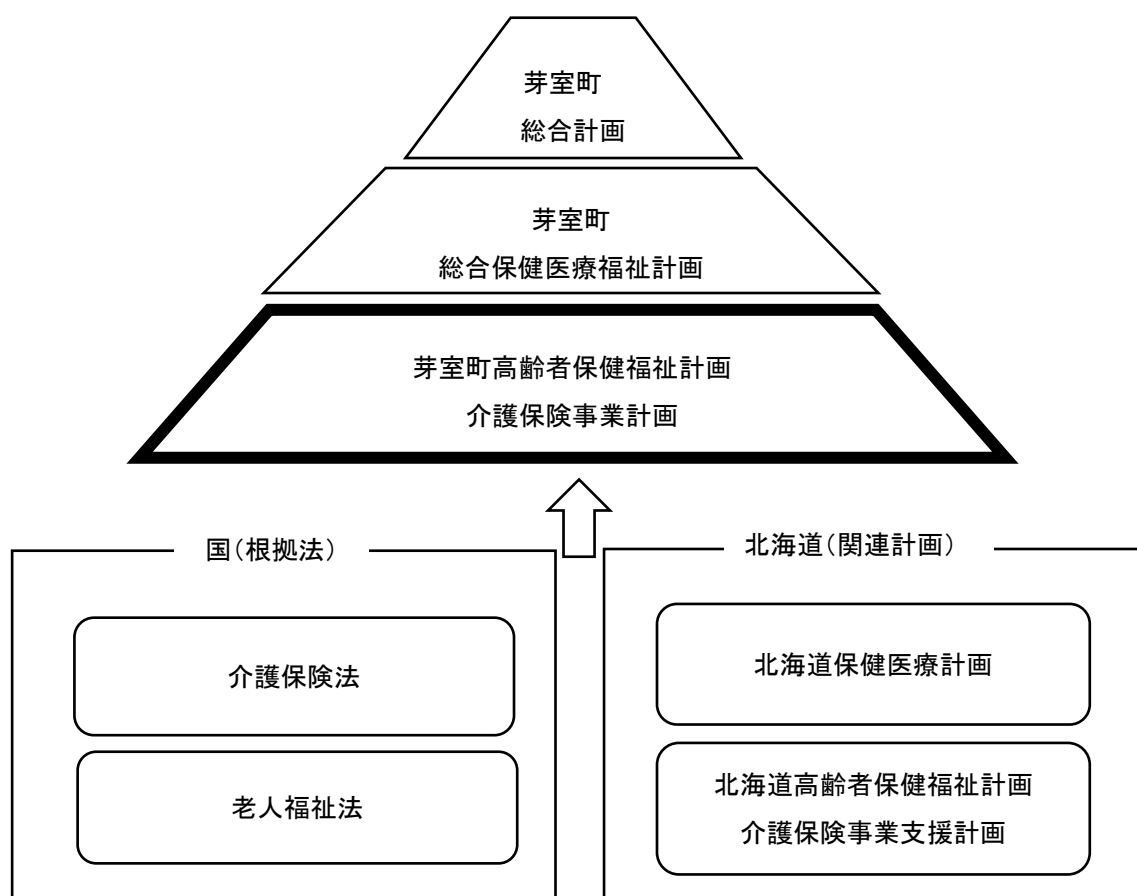 芽室町
総合計画
芽室町
総合保健医療福祉計画
芽室町高齢者保健福祉計画
介護保険事業計画
国（根拠法）
介護保険法
老人福祉法
北海道（関連計画）
北海道保健医療計画
北海道高齢者保健福祉計画
介護保険事業支援計画